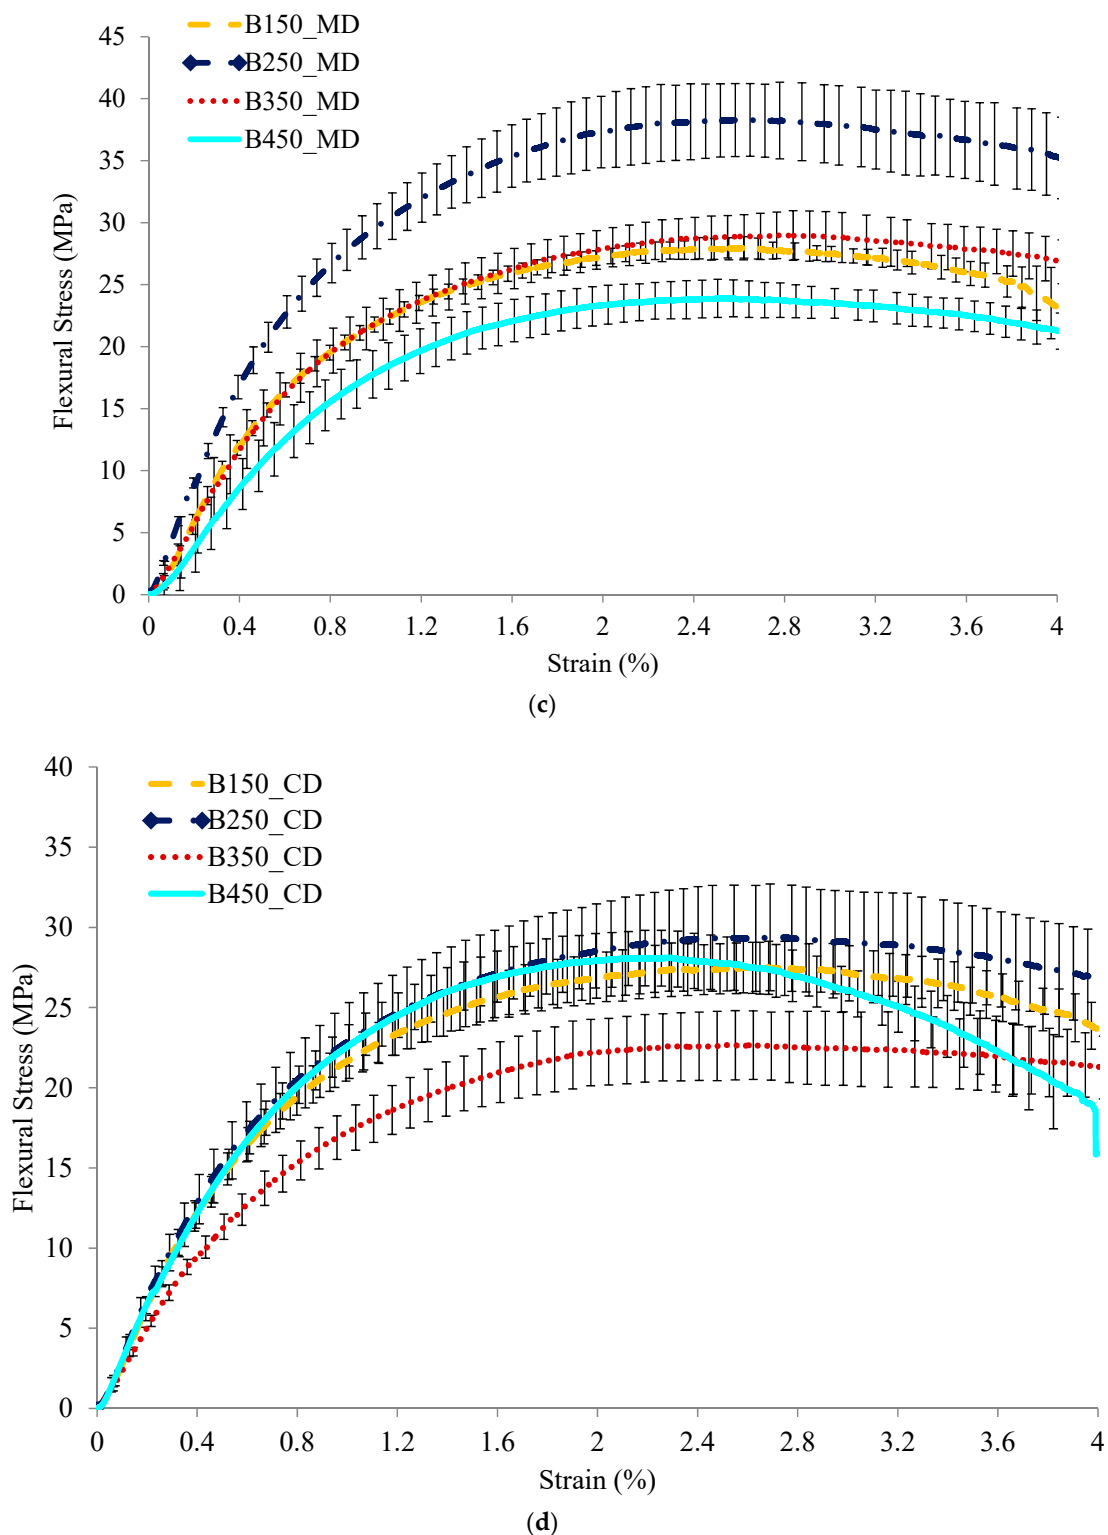 B150_MD
B250_MD
B350_MD
B450_MD
45
40
35
30
25
20
15
10
5
0
Flexural Stress (MPa)
0 0.4 0.8 1.2 1.6 2 2.4 2.8 3.2 3.6 4
Strain (%)
(c)
B150_CD
B250_CD
B350_CD
B450_CD
40
35
30
25
20
15
10
5
0
Flexural Stress (MPa)
0 0.4 0.8 1.2 1.6 2 2.4 2.8 3.2 3.6 4
Strain (%)
(d)